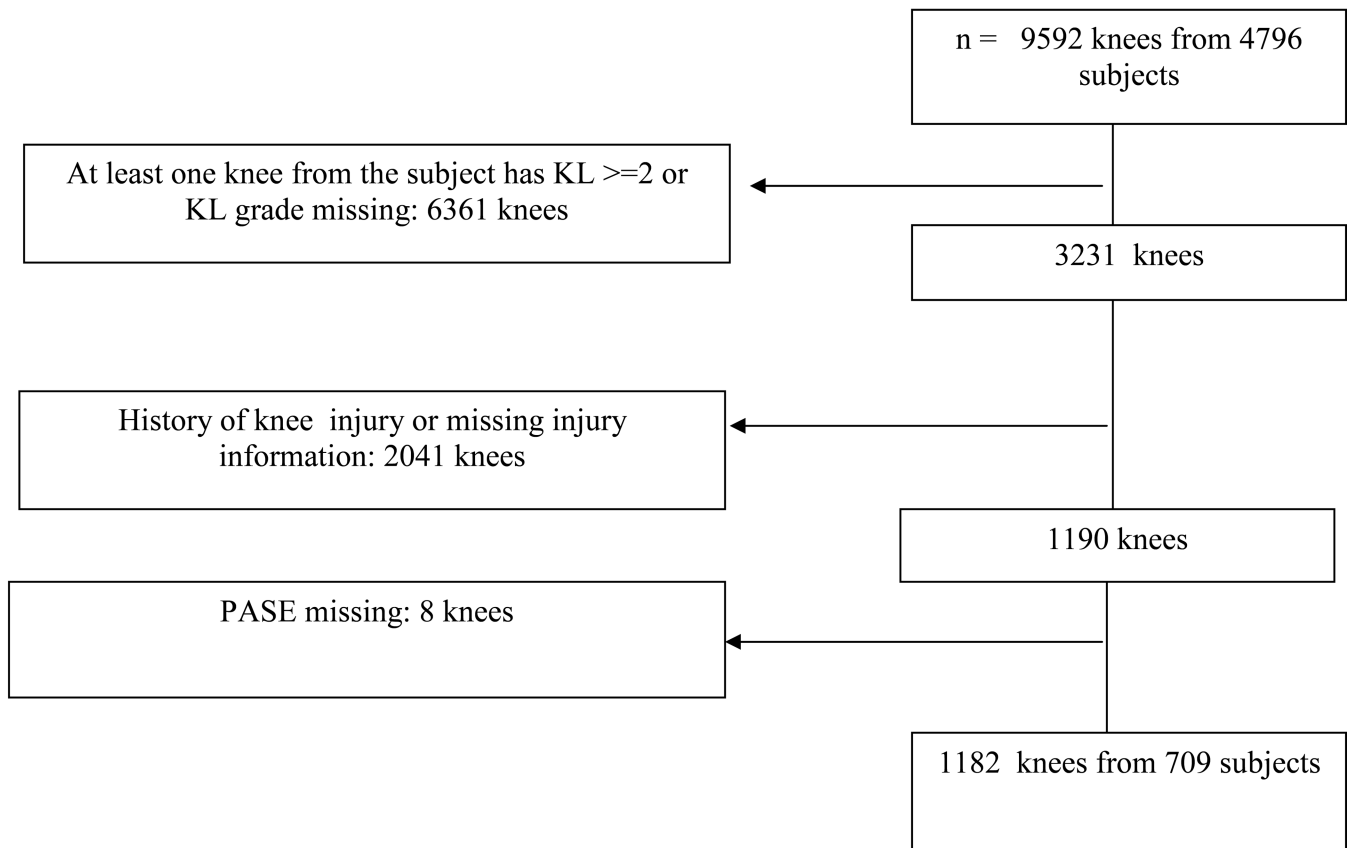 n = 9592 knees from 4796
subjects
At least one knee from the subject has KL >=2 or
KL grade missing: 6361 knees
3231 knees
History of knee injury or missing injury
information: 2041 knees
1190 knees
PASE missing: 8 knees
1182 knees from 709 subjects